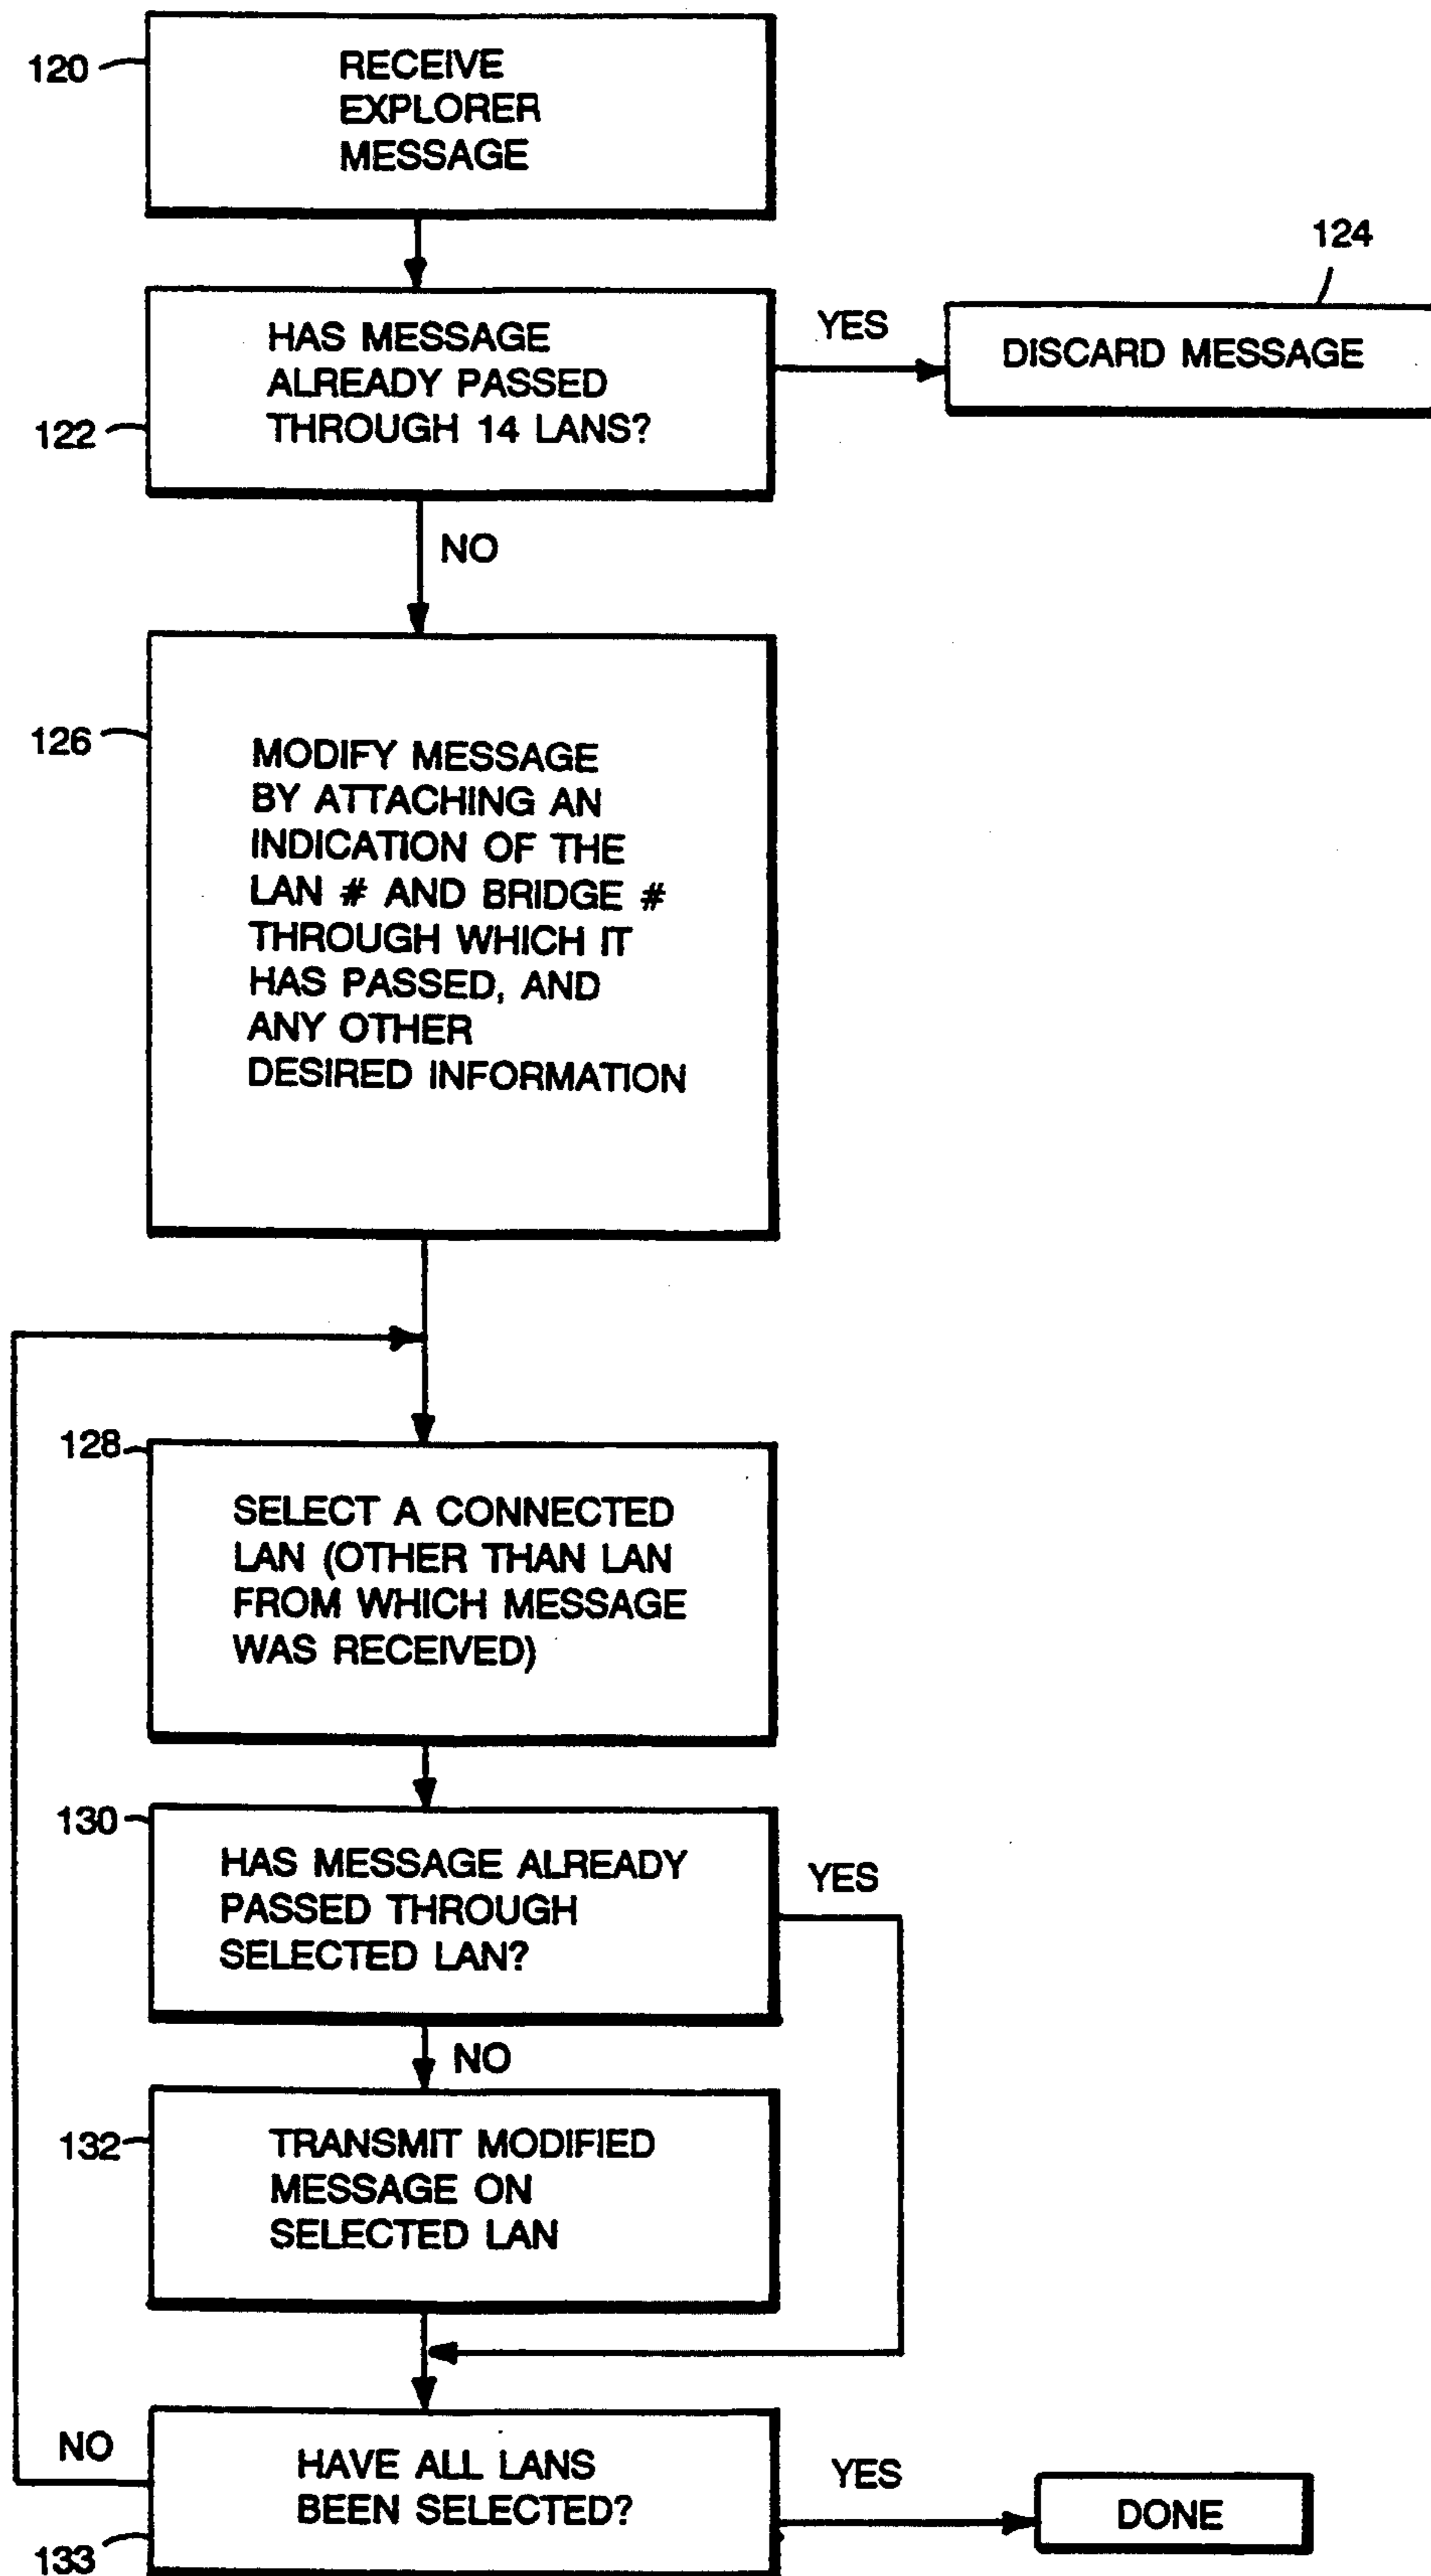 120
RECEIVE
EXPLORER
MESSAGE
124
HAS MESSAGE
ALREADY PASSED
THROUGH 14 LANS?
122
YES
DISCARD MESSAGE
NO
126
MODIFY MESSAGE
BY ATTACHING AN
INDICATION OF THE
LAN # AND BRIDGE #
THROUGH WHICH IT
HAS PASSED, AND
ANY OTHER
DESIRED INFORMATION
128
SELECT A CONNECTED
LAN (OTHER THAN LAN
FROM WHICH MESSAGE
WAS RECEIVED)
130
HAS MESSAGE ALREADY
PASSED THROUGH
SELECTED LAN?
YES
NO
132
TRANSMIT MODIFIED
MESSAGE ON
SELECTED LAN
NO
HAVE ALL LANS
BEEN SELECTED?
133
YES
DONE